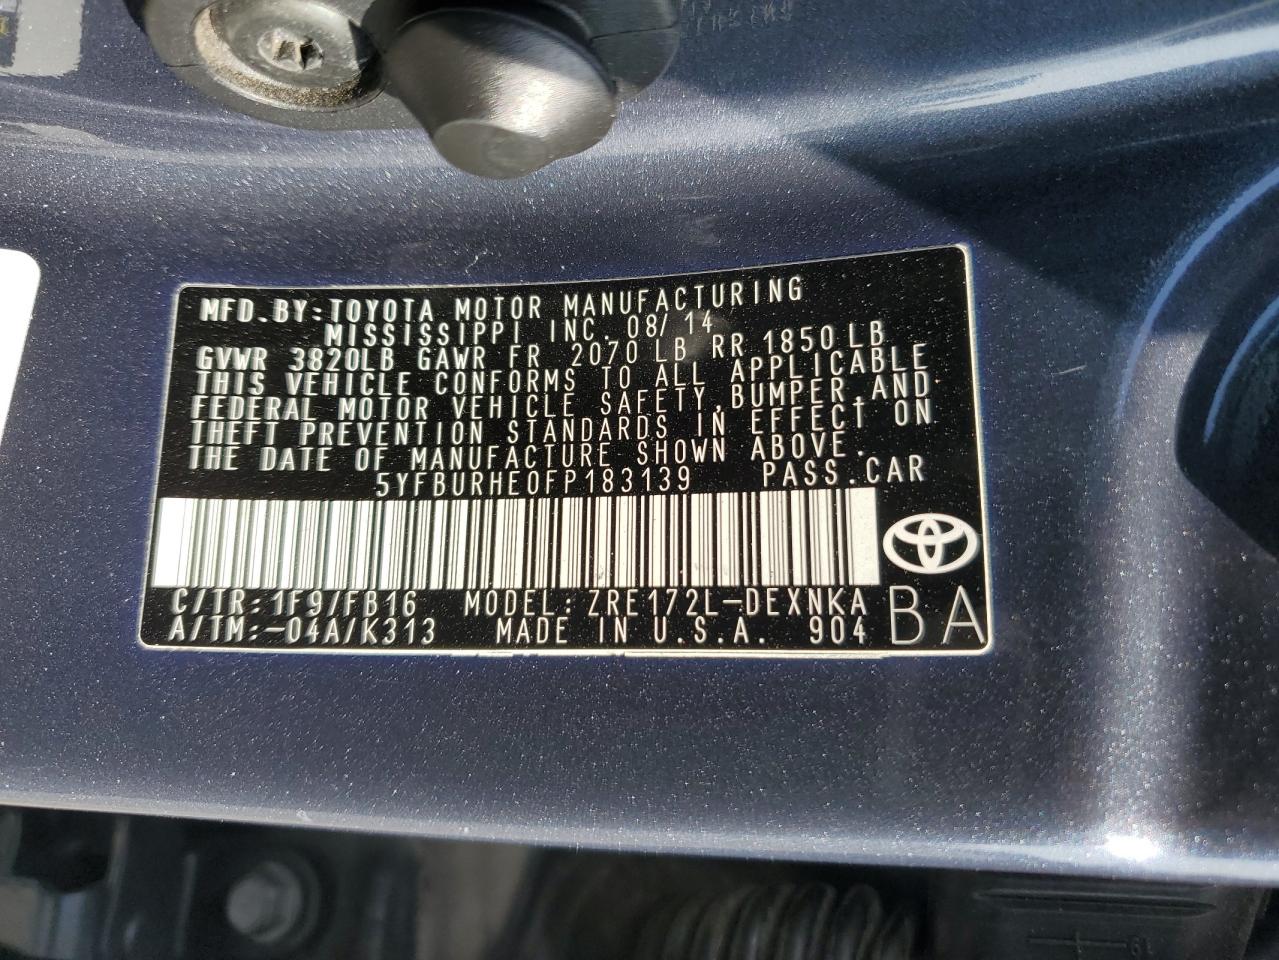 MFD.BY:TOYOTA MOTOR MANUFACTURING
MISSISSIPPI INC. 08/14
GVWR 3820LB GAWR FR 2070 LB RR 1850 LB
THIS VEHICLE CONFORMS TO ALL APPLICABLE
FEDERAL MOTOR VEHICLE SAFETY,BUMPER,AND
THEFT PREVENTION STANDARDS IN EFFECT ON
THE DATE OF MANUFACTURE SHOWN ABOVE.
5YFBURHE0FP183139 PASS.CAR
C/TR:1F9/FB16 MODEL:ZRE172L-DEXNKA
A/TM:-04A/K313 MADE IN U.S.A. 904
BA